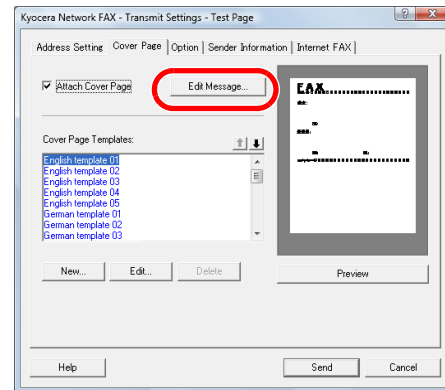 Kyocera Network FAX - Transmit Settings - Test Page
Address Setting Cover Page Option Sender Information Internet FAX
Attach Cover Page
Edit Message...
FAX
Cover Page Templates:
English template 01
English template 02
English template 03
English template 04
English template 05
German template 01
German template 02
German template 03
New... Edit... Delete
Preview
Help Send Cancel